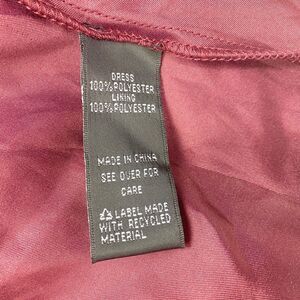 DRESS
100%POLYESTER
LINING
100%POLYESTER
MADE IN CHINA
SEE OVER FOR
CARE
LABEL MADE
WITH RECYCLED
MATERIAL